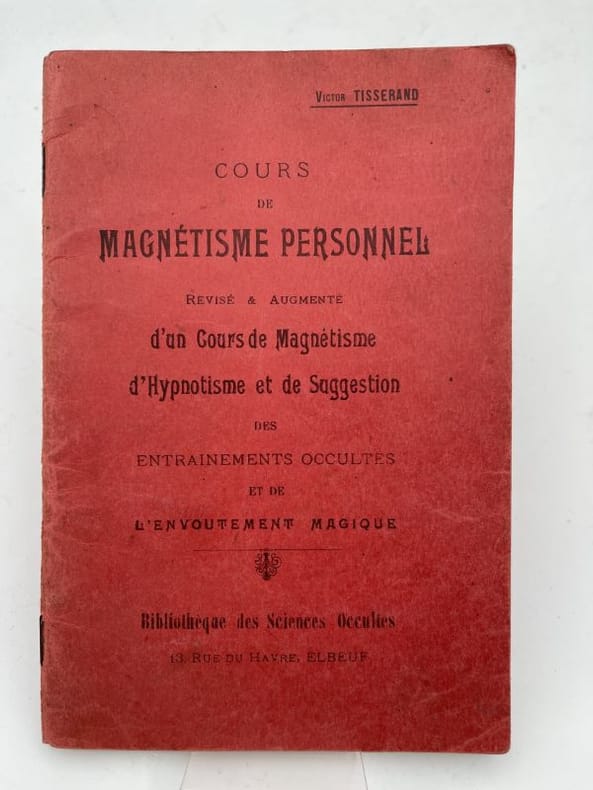 Victor TISSERAND
COURS
DE
MAGNÉTISME PERSONNEL
REVISÉ & AUGMENTÉ
d'un Cours de Magnétisme
d'Hypnotisme et de Suggestion
DES
ENTRAINEMENTS OCCULTES
ET DE
L'ENVOUTEMENT MAGIQUE
Bibliothèque des Sciences Occultes
13, RUE DU HAVRE, ELBEUF